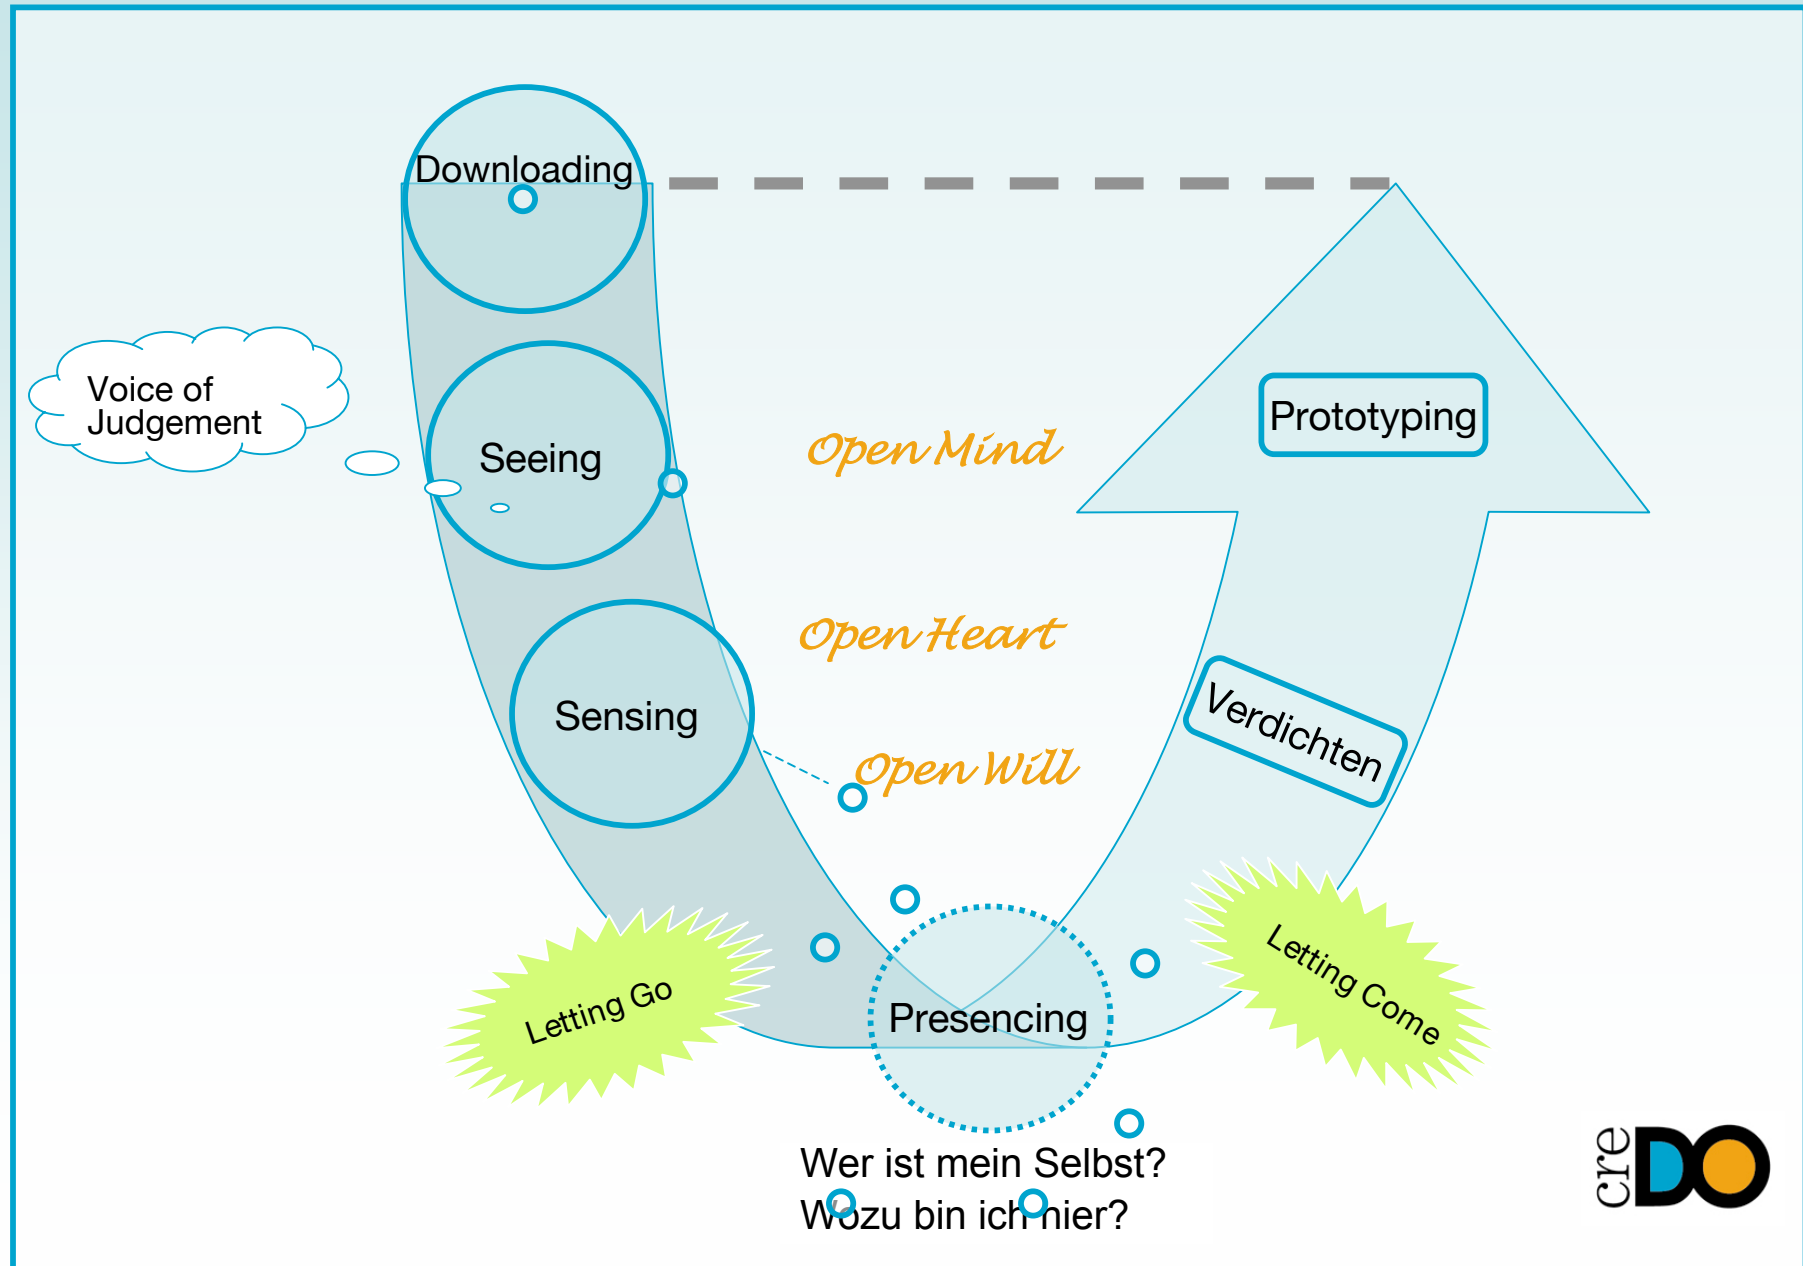 Downloading
Voice of
Judgement
Seeing
Open Mind
Prototyping
Open Heart
Sensing
Verdichten
Open Will
Letting Go
Letting Come
Presencing
Wer ist mein Selbst?
Wozu bin ich hier?
cre DO